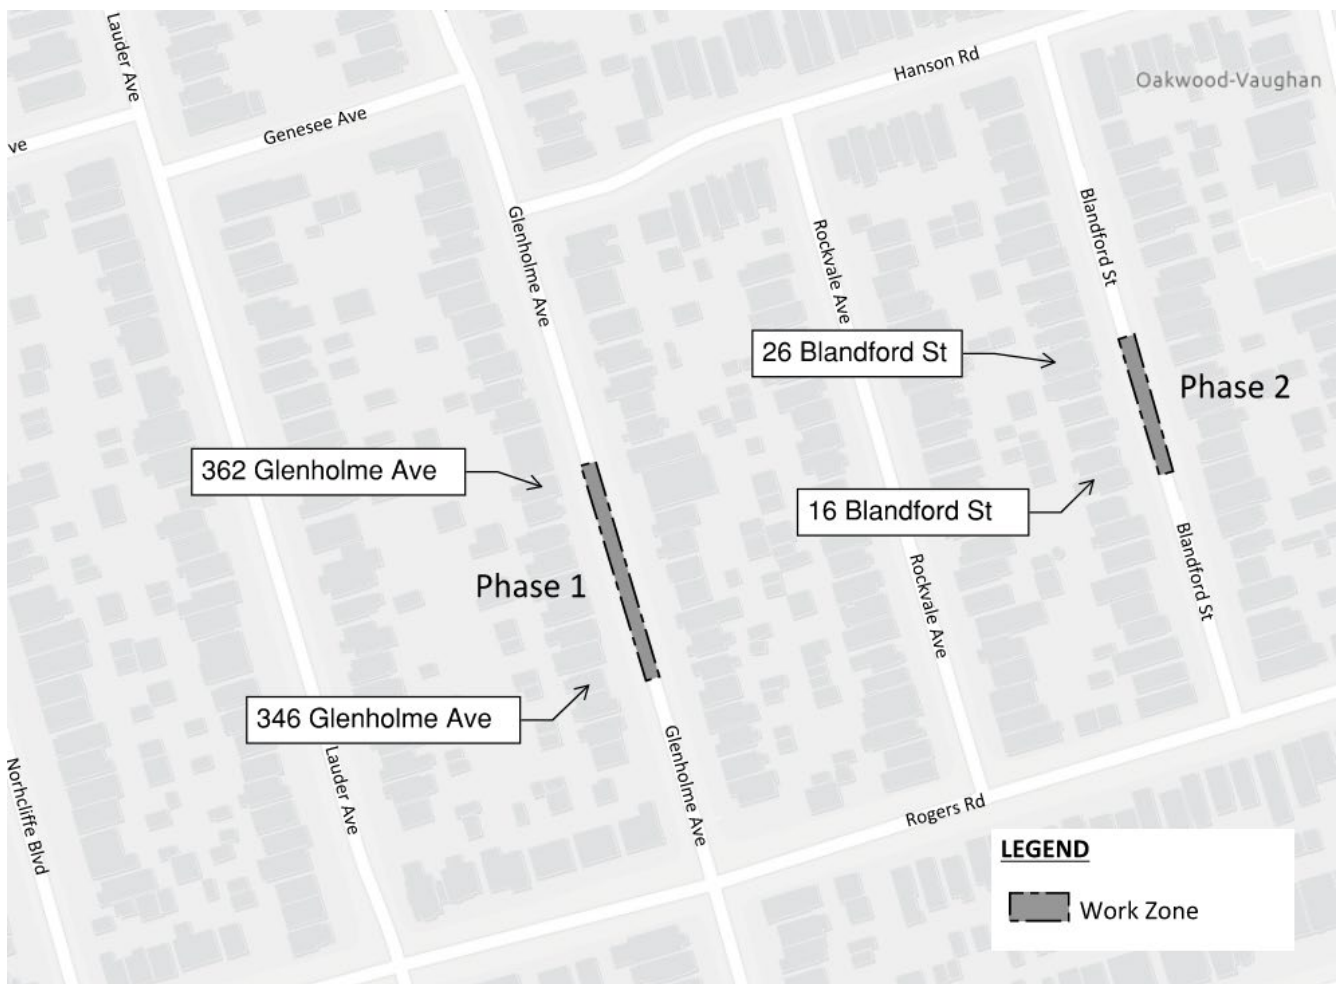 Lauder Ave
Hanson Rd
Oakwood-Vaughan
Genesee Ave
ve
Glenholme Ave
Rockvale Ave
Blandford St
26 Blandford St
Phase 2
362 Glenholme Ave
16 Blandford St
Phase 1
Rockvale Ave
Blandford St
346 Glenholme Ave
Lauder Ave
Glenholme Ave
Norhcliffe Blvd
Rogers Rd
LEGEND
Work Zone